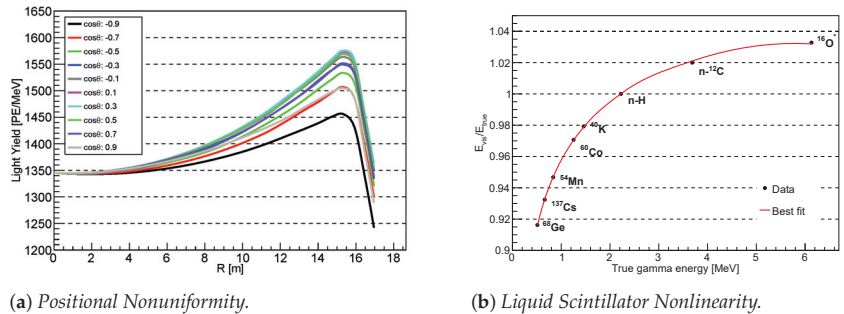 1650
1600
1550
1500
1450
1400
1350
1300
1250
1200
Light Yield [PE/MeV]
cosθ: -0.9
cosθ: -0.7
cosθ: -0.5
cosθ: -0.3
cosθ: -0.1
cosθ: 0.1
cosθ: 0.3
cosθ: 0.5
cosθ: 0.7
cosθ: 0.9
0 2 4 6 8 10 12 14 16 18
R [m]
(a) Positional Nonuniformity.
1.04
1.02
1
0.98
0.96
0.94
0.92
E_vis/E_true
¹⁶O*
n-¹²C
n-H
⁴⁰K
⁶⁰Co
⁵⁴Mn
¹³⁷Cs
⁶⁸Ge
Data
Best fit
0 1 2 3 4 5 6
True gamma energy [MeV]
(b) Liquid Scintillator Nonlinearity.